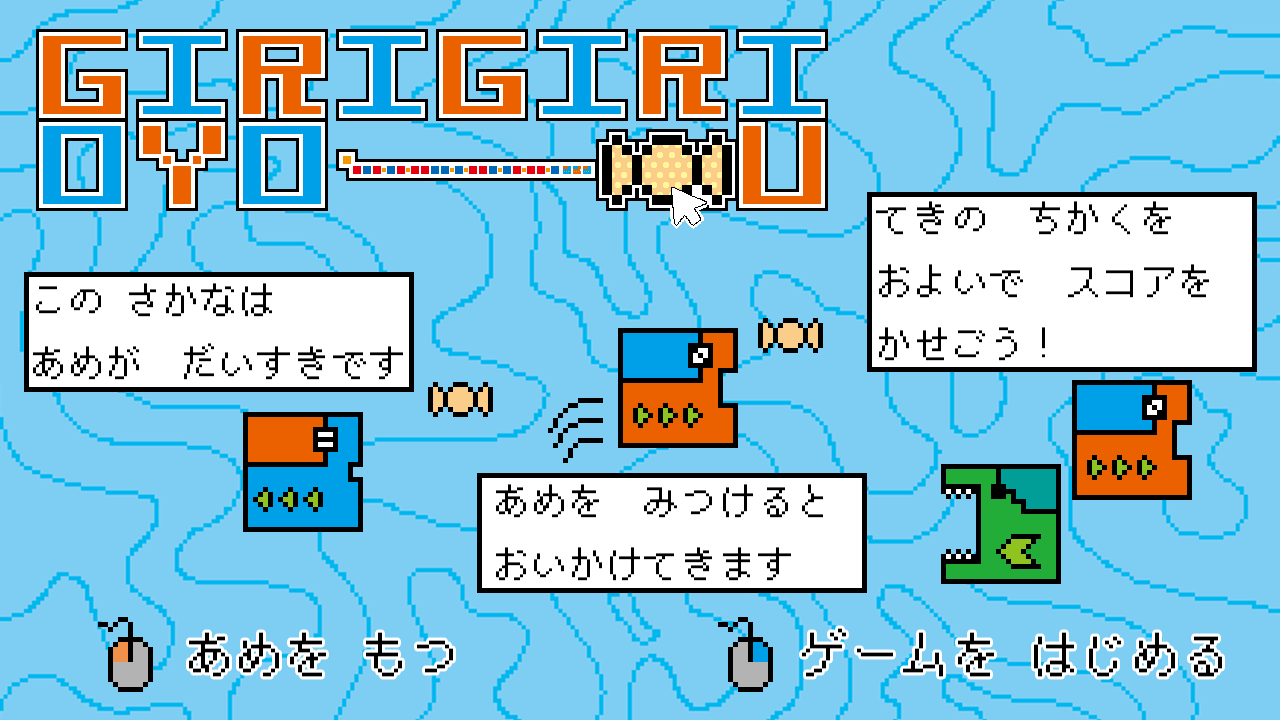 GIRIGIRI
OYO U
この さかなは
あめが だいすきです
あめを みつけると
おいかけてきます
てきの ちかくを
およいで スコアを
かせごう！
あめを もつ
ゲームを はじめる